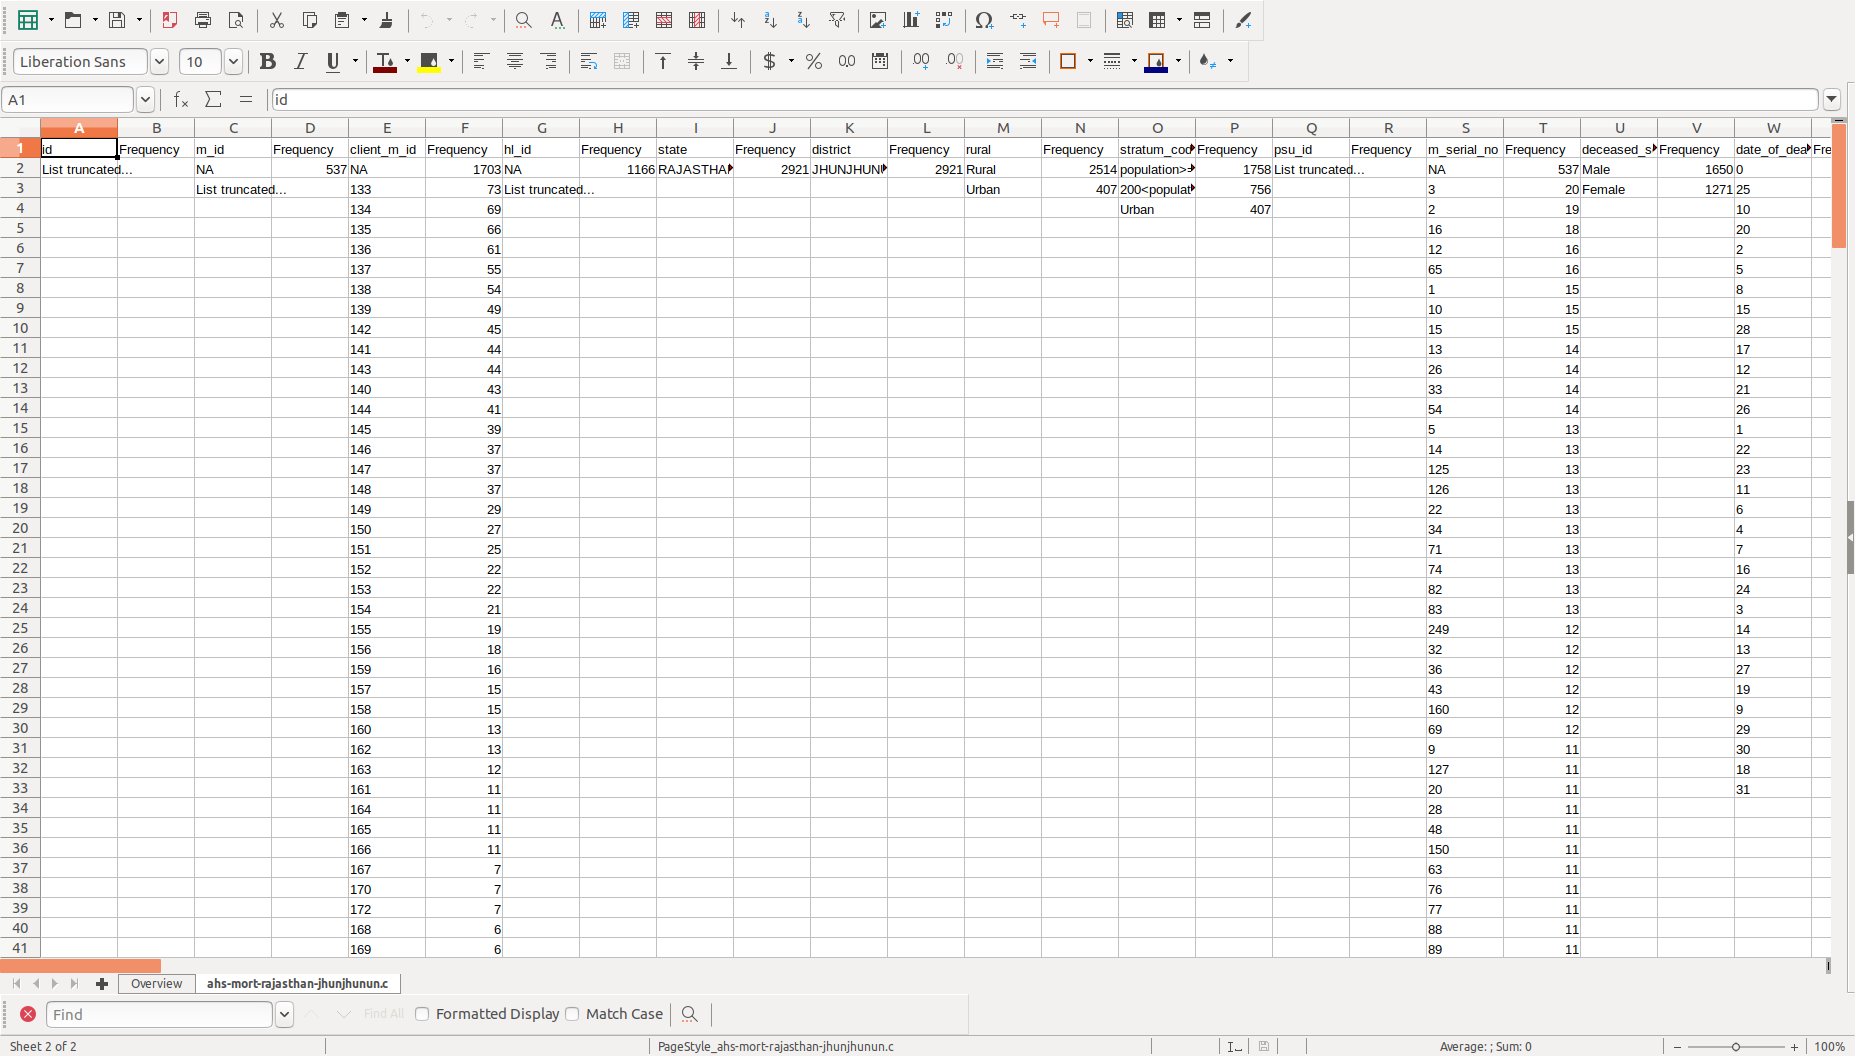 Liberation Sans 10
A1 id
A B C D E F G H I J K L M N O P Q R S T U V W
1 id Frequency m_id Frequency client_m_id Frequency hl_id Frequency state Frequency district Frequency rural Frequency stratum_cod Frequency psu_id Frequency m_serial_no Frequency deceased_s Frequency date_of_dea Fre
2 List truncated... NA 537 NA 1703 NA 1166 RAJASTHA 2921 JHUNJHUN 2921 Rural 2514 population>= 1758 List truncated... NA 537 Male 1650 0
3 List truncated... 133 73 List truncated... Urban 407 200<populat 756 3 20 Female 1271 25
4 134 69 Urban 407 2 19 10
5 135 66 16 18 20
6 136 61 12 16 2
7 137 55 65 16 5
8 138 54 1 15 8
9 139 49 10 15 15
10 142 45 15 15 28
11 141 44 13 14 17
12 143 44 26 14 12
13 140 43 33 14 21
14 144 41 54 14 26
15 145 39 5 13 1
16 146 37 14 13 22
17 147 37 125 13 23
18 148 37 126 13 11
19 149 29 22 13 6
20 150 27 34 13 4
21 151 25 71 13 7
22 152 22 74 13 16
23 153 22 82 13 24
24 154 21 83 13 3
25 155 19 249 12 14
26 156 18 32 12 13
27 159 16 36 12 27
28 157 15 43 12 19
29 158 15 160 12 9
30 160 13 69 12 29
31 162 13 9 11 30
32 163 12 127 11 18
33 161 11 20 11 31
34 164 11 28 11
35 165 11 48 11
36 166 11 150 11
37 167 7 63 11
38 170 7 76 11
39 172 7 77 11
40 168 6 88 11
41 169 6 89 11
Overview ahs-mort-rajasthan-jhunjhunun.c
Find Find All Formatted Display Match Case
Sheet 2 of 2 PageStyle_ahs-mort-rajasthan-jhunjhunun.c Average: ; Sum: 0 100%